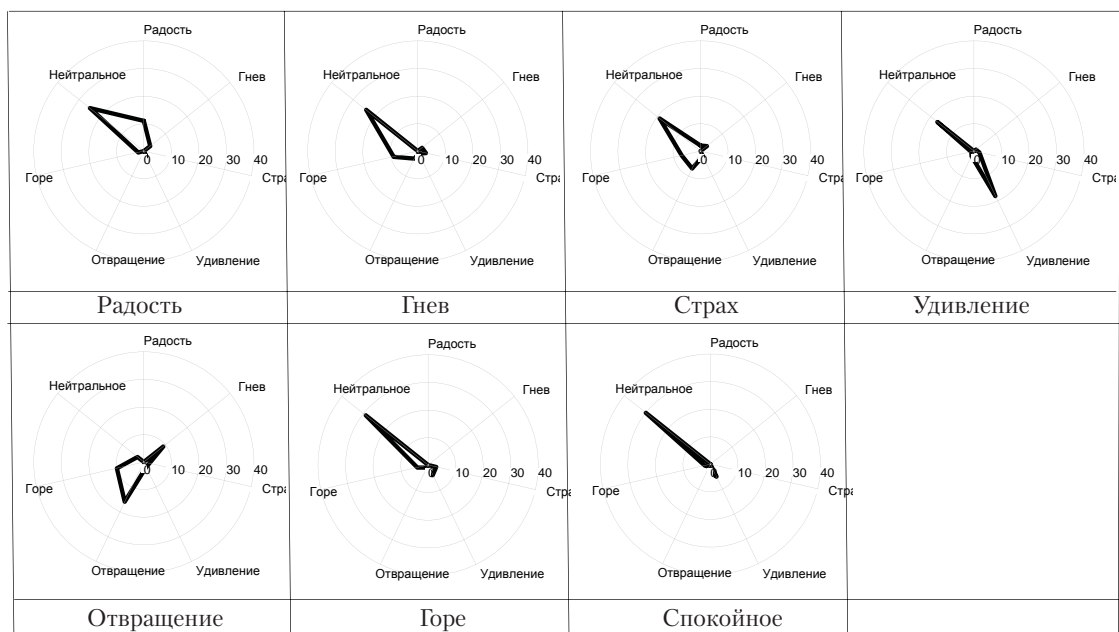 Радость
Нейтральное
Гнев
0 10 20 30 40
Горе
Стра
Отвращение
Удивление
Радость
Радость
Нейтральное
Гнев
0 10 20 30 40
Горе
Стра
Отвращение
Удивление
Гнев
Радость
Нейтральное
Гнев
0 10 20 30 40
Горе
Стра
Отвращение
Удивление
Страх
Радость
Нейтральное
Гнев
0 10 20 30 40
Горе
Стра
Отвращение
Удивление
Удивление
Радость
Нейтральное
Гнев
0 10 20 30 40
Горе
Стра
Отвращение
Удивление
Отвращение
Радость
Нейтральное
Гнев
0 10 20 30 40
Горе
Стра
Отвращение
Удивление
Горе
Радость
Нейтральное
Гнев
0 10 20 30 40
Горе
Стра
Отвращение
Удивление
Спокойное